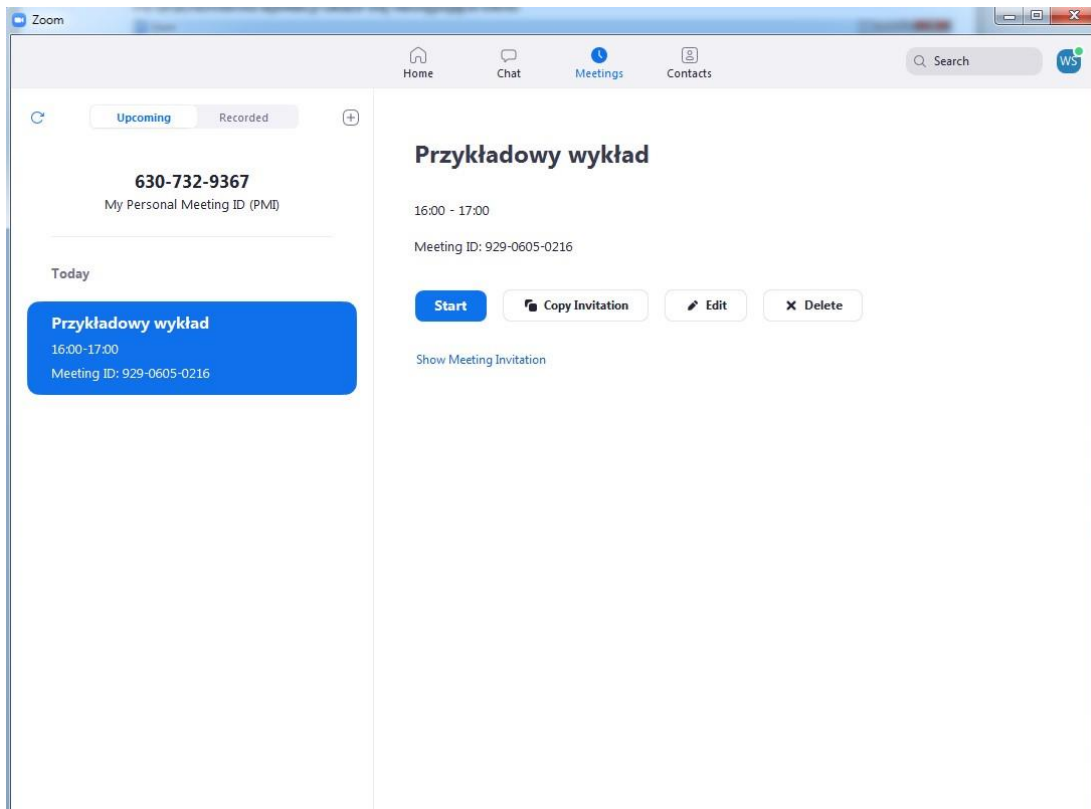 Zoom
Home
Chat
Meetings
Contacts
Search
WS
Upcoming
Recorded
630-732-9367
My Personal Meeting ID (PMI)
Today
Przykładowy wykład
16:00-17:00
Meeting ID: 929-0605-0216
Przykładowy wykład
16:00 - 17:00
Meeting ID: 929-0605-0216
Start
Copy Invitation
Edit
Delete
Show Meeting Invitation